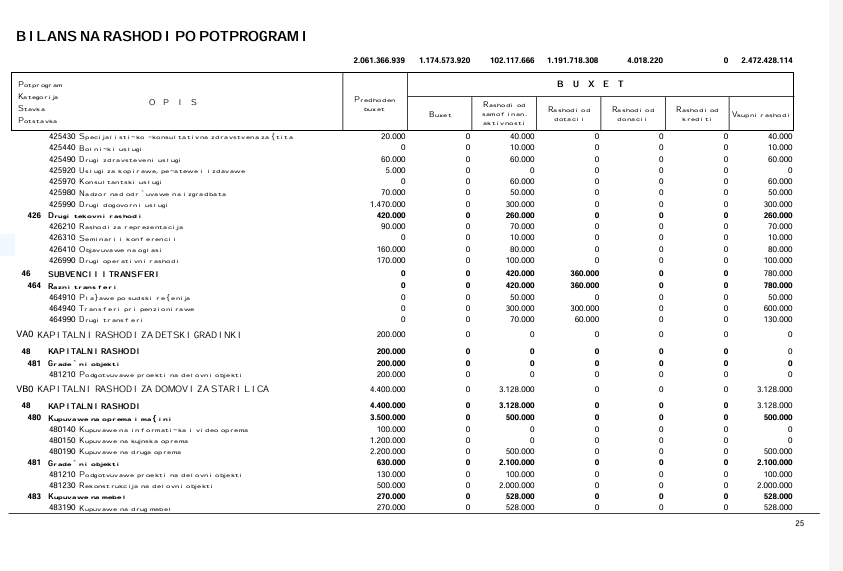 BILANS NA RASHODI PO POTPROGRAMI
2.061.366.939 1.174.573.920 102.117.666 1.191.718.308 4.018.220 0 2.472.428.114
Potprogram
Kategorija
Stavka
Potstavka
O P I S
Predhoden buxet
B U X E T
Buxet
Rashodi od samofinan. aktivnosti
Rashodi od dotacii
Rashodi od donacii
Rashodi od krediti
Vkupni rashodi
425430 Specijalisti~ko-konsultativna zdravstvena za{tita 20.000 0 40.000 0 0 0 40.000
425440 Bolni~ki uslugi 0 0 10.000 0 0 0 10.000
425490 Drugi zdravsteveni uslugi 60.000 0 60.000 0 0 0 60.000
425920 Uslugi za kopirawe, pe~atewe i izdavawe 5.000 0 0 0 0 0 0
425970 Konsultantski uslugi 0 0 60.000 0 0 0 60.000
425980 Nadzor nad odr`uvawe na izgradbata 70.000 0 50.000 0 0 0 50.000
425990 Drugi dogovorni uslugi 1.470.000 0 300.000 0 0 0 300.000
426 Drugi tekovni rashodi 420.000 0 260.000 0 0 0 260.000
426210 Rashodi za reprezentacija 90.000 0 70.000 0 0 0 70.000
426310 Seminari i konferencii 0 0 10.000 0 0 0 10.000
426410 Objavuvawe na oglasi 160.000 0 80.000 0 0 0 80.000
426990 Drugi operativni rashodi 170.000 0 100.000 0 0 0 100.000
46 SUBVENCII I TRANSFERI 0 0 420.000 360.000 0 0 780.000
464 Razni transferi 0 0 420.000 360.000 0 0 780.000
464910 Pla}awe po sudski re{enija 0 0 50.000 0 0 0 50.000
464940 Transferi pri penzionirawe 0 0 300.000 300.000 0 0 600.000
464990 Drugi transferi 0 0 70.000 60.000 0 0 130.000
VA0 KAPITALNI RASHODI ZA DETSKI GRADINKI 200.000 0 0 0 0 0 0
48 KAPITALNI RASHODI 200.000 0 0 0 0 0 0
481 Grade`ni objekti 200.000 0 0 0 0 0 0
481210 Podgotvuvawe proekti na delovni objekti 200.000 0 0 0 0 0 0
VB0 KAPITALNI RASHODI ZA DOMOVI ZA STARI LICA 4.400.000 0 3.128.000 0 0 0 3.128.000
48 KAPITALNI RASHODI 4.400.000 0 3.128.000 0 0 0 3.128.000
480 Kupuvawe na oprema i ma{ini 3.500.000 0 500.000 0 0 0 500.000
480140 Kupuvawe na informati~ka i video oprema 100.000 0 0 0 0 0 0
480150 Kupuvawe na kujnska oprema 1.200.000 0 0 0 0 0 0
480190 Kupuvawe na druga oprema 2.200.000 0 500.000 0 0 0 500.000
481 Grade`ni objekti 630.000 0 2.100.000 0 0 0 2.100.000
481210 Podgotvuvawe proekti na delovni objekti 130.000 0 100.000 0 0 0 100.000
481230 Rekonstrukcija na delovni objekti 500.000 0 2.000.000 0 0 0 2.000.000
483 Kupuvawe na mebel 270.000 0 528.000 0 0 0 528.000
483190 Kupuvawe na drug mebel 270.000 0 528.000 0 0 0 528.000
25